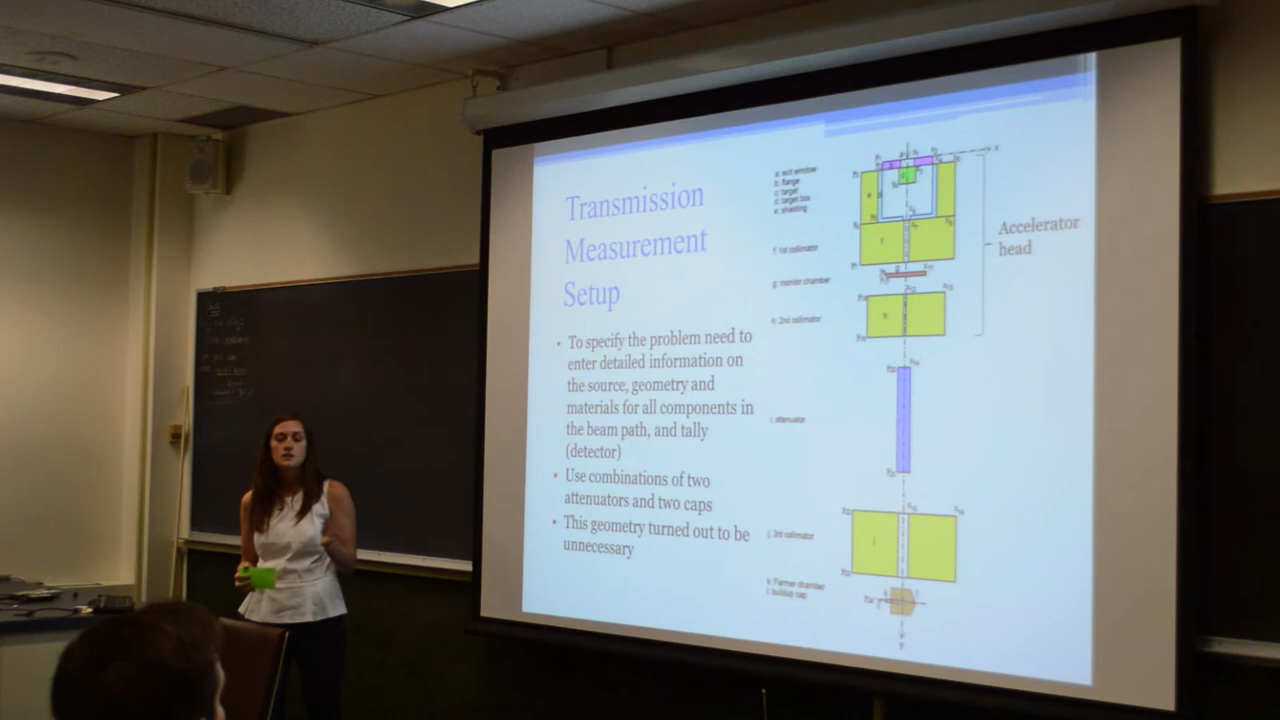 Transmission
Measurement
Setup
• To specify the problem need to
enter detailed information on
the source, geometry and
materials for all components in
the beam path, and tally
(detector)
• Use combinations of two
attenuators and two caps
• This geometry turned out to be
unnecessary
a: exit window
b: flange
c: target
d: target box
e: shielding
f: 1st collimator
g: monitor chamber
h: 2nd collimator
i: attenuator
j: 3rd collimator
k: Farmer chamber
l: buildup cap
Accelerator
head